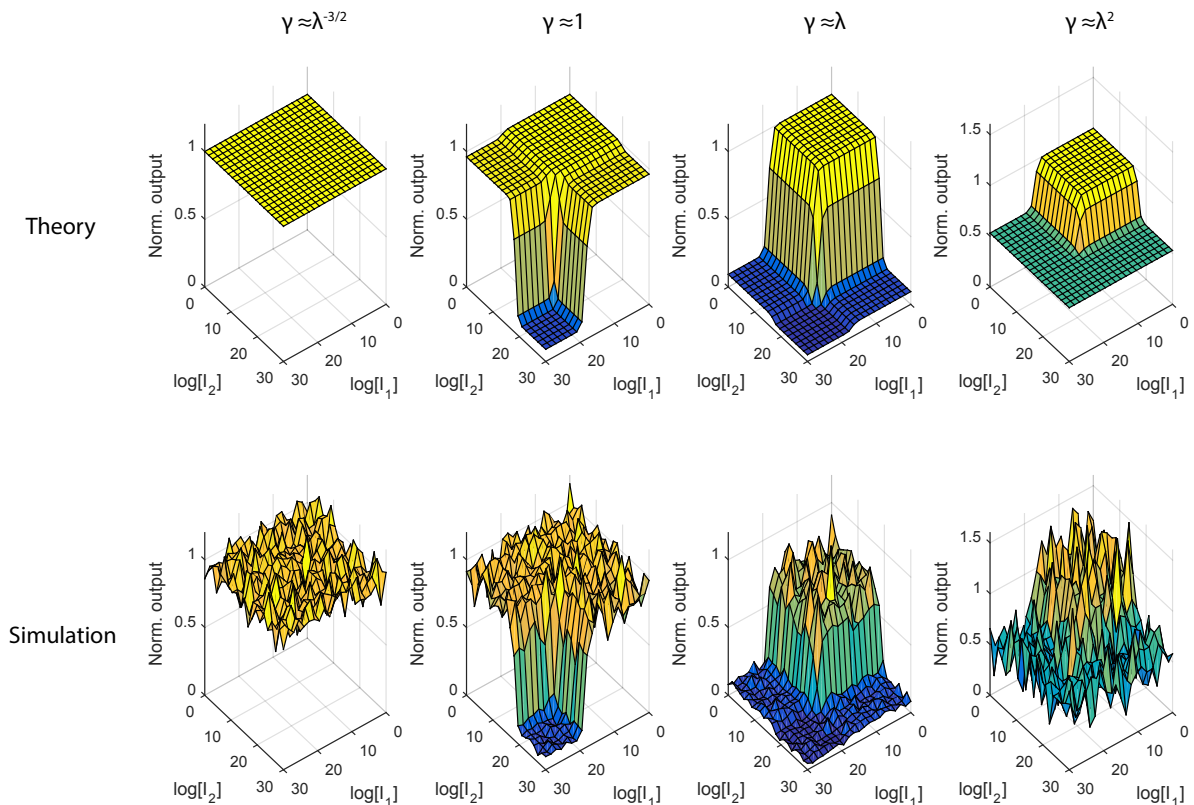 γ ≈λ⁻³ᐟ² γ ≈1 γ ≈λ γ ≈λ²
Theory
Norm. output 1 0.5 0 0 10 20 30 log[I₂] 30 20 10 0 log[I₁]
Norm. output 1 0.5 0 0 10 20 30 log[I₂] 30 20 10 0 log[I₁]
Norm. output 1 0.5 0 0 10 20 30 log[I₂] 30 20 10 0 log[I₁]
Norm. output 1.5 1 0.5 0 0 10 20 30 log[I₂] 30 20 10 0 log[I₁]
Simulation
Norm. output 1 0.5 0 0 10 20 30 log[I₂] 30 20 10 0 log[I₁]
Norm. output 1 0.5 0 0 10 20 30 log[I₂] 30 20 10 0 log[I₁]
Norm. output 1 0.5 0 0 10 20 30 log[I₂] 30 20 10 0 log[I₁]
Norm. output 1.5 1 0.5 0 0 10 20 30 log[I₂] 30 20 10 0 log[I₁]